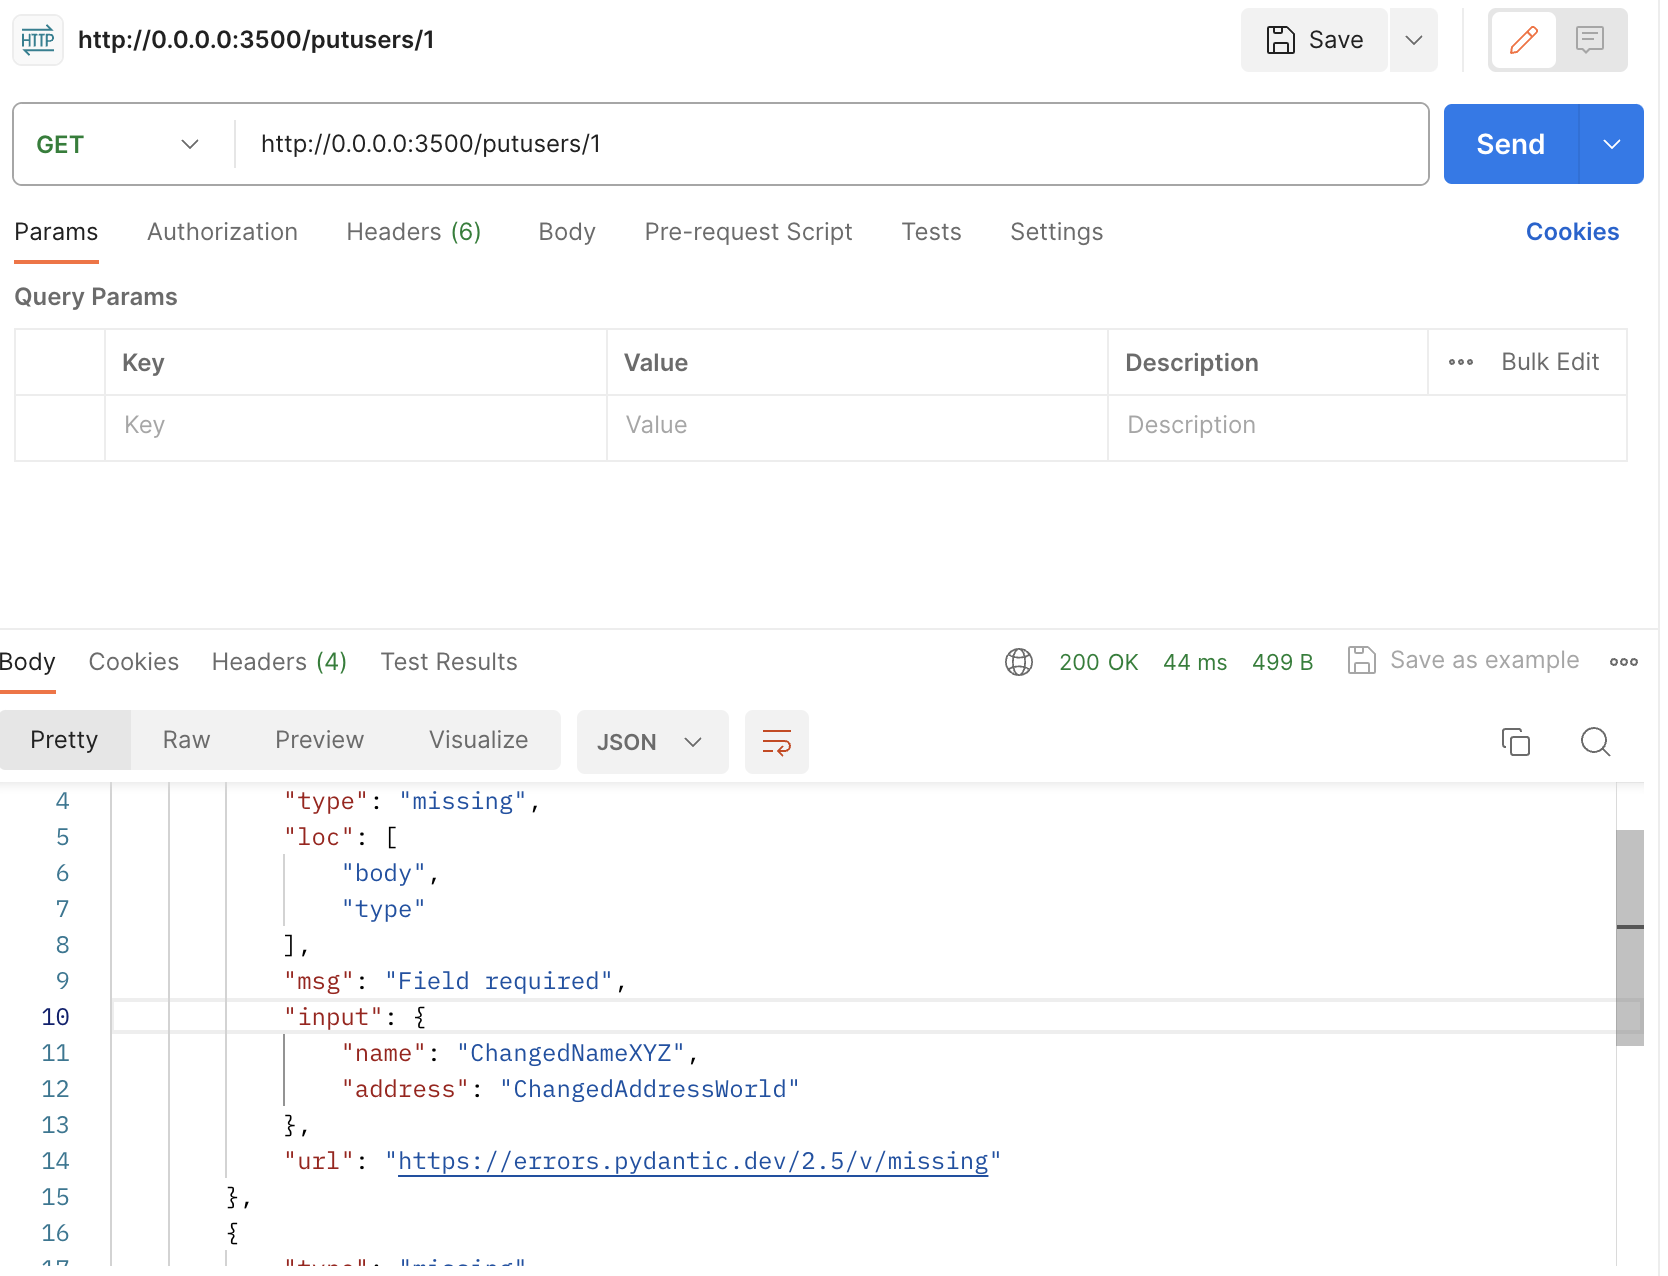 HTTP http://0.0.0.0:3500/putusers/1 Save
GET http://0.0.0.0:3500/putusers/1 Send
Params Authorization Headers (6) Body Pre-request Script Tests Settings Cookies
Query Params
Key Value Description Bulk Edit
Key Value Description
Body Cookies Headers (4) Test Results 200 OK 44 ms 499 B Save as example
Pretty Raw Preview Visualize JSON
4 "type": "missing",
5 "loc": [
6 "body",
7 "type"
8 ],
9 "msg": "Field required",
10 "input": {
11 "name": "ChangedNameXYZ",
12 "address": "ChangedAddressWorld"
13 },
14 "url": "https://errors.pydantic.dev/2.5/v/missing"
15 },
16 {
17 "type": "missing"